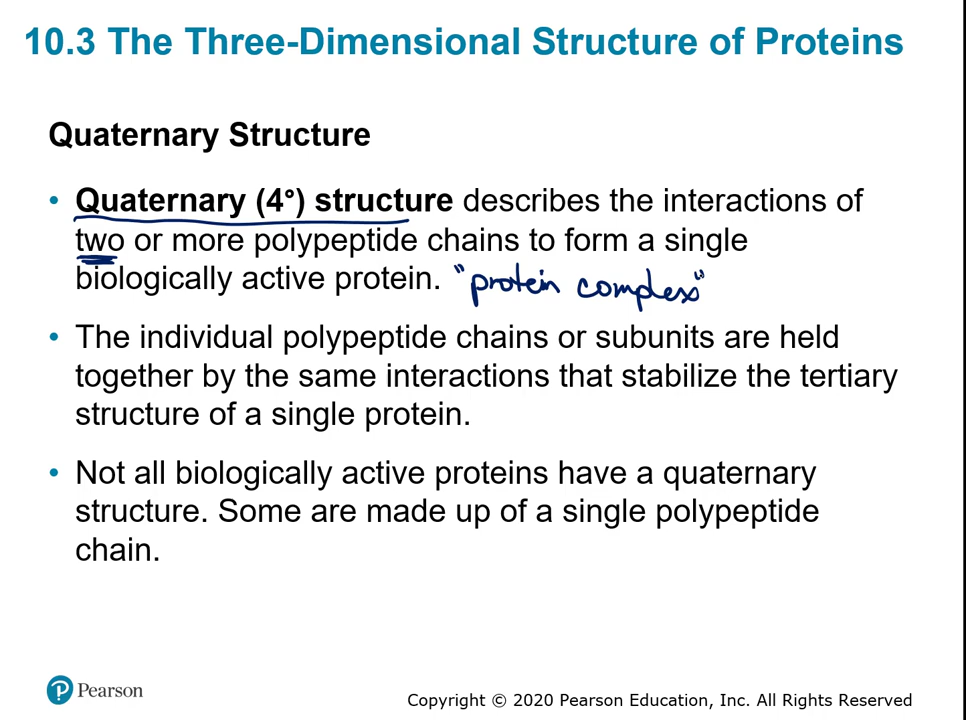 10.3 The Three-Dimensional Structure of Proteins
Quaternary Structure
• Quaternary (4°) structure describes the interactions of
two or more polypeptide chains to form a single
biologically active protein. "protein complex"
• The individual polypeptide chains or subunits are held
together by the same interactions that stabilize the tertiary
structure of a single protein.
• Not all biologically active proteins have a quaternary
structure. Some are made up of a single polypeptide
chain.
P Pearson
Copyright © 2020 Pearson Education, Inc. All Rights Reserved